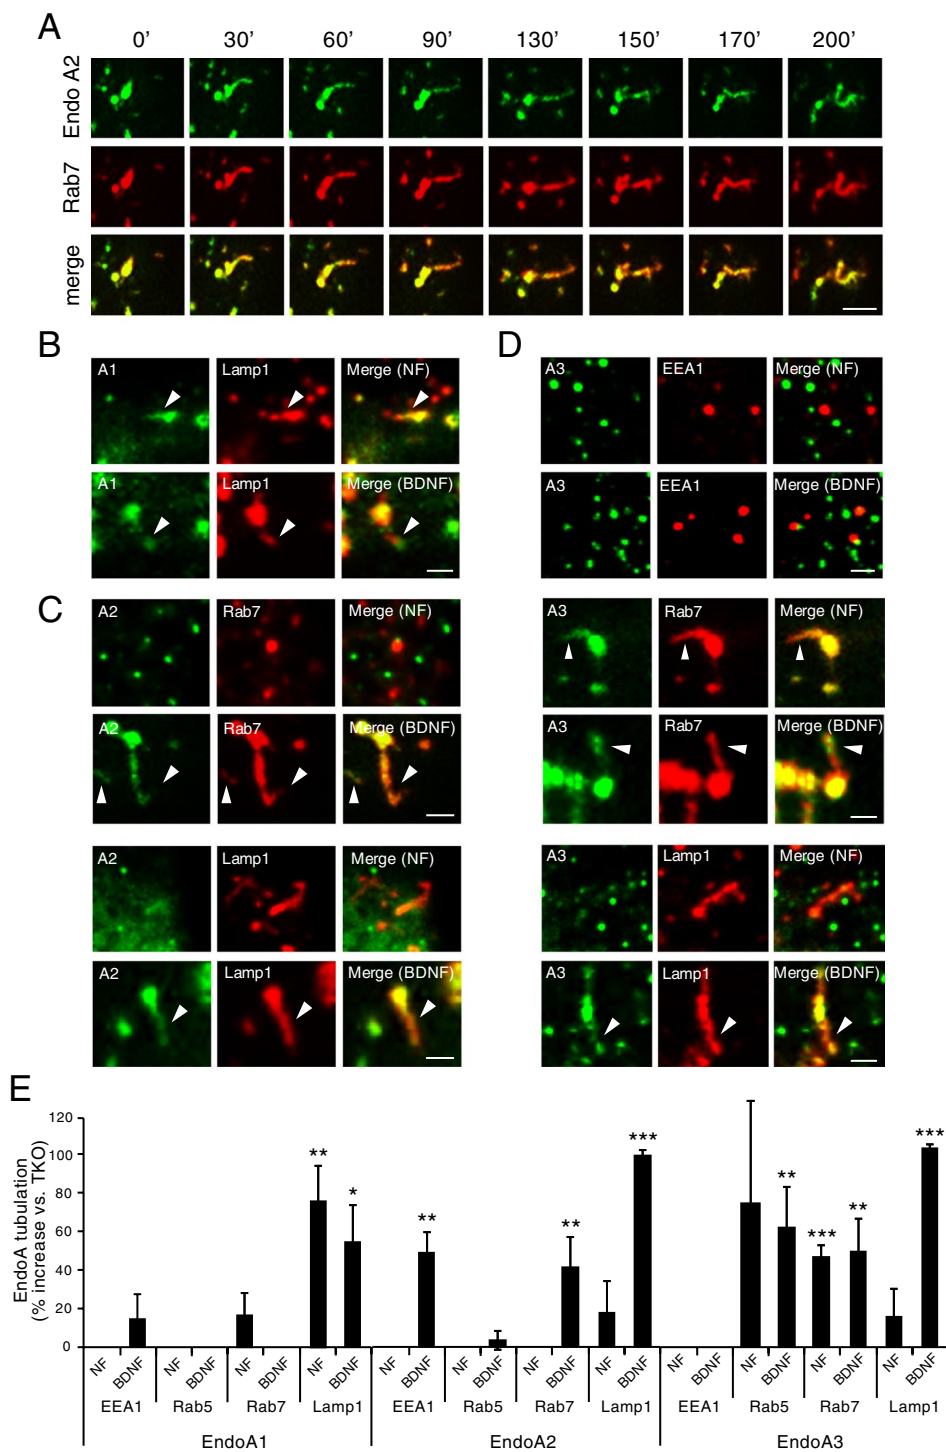 A
0' 30' 60' 90' 130' 150' 170' 200'
Endo A2
Rab7
merge
B
A1 Lamp1 Merge (NF)
A1 Lamp1 Merge (BDNF)
C
A2 Rab7 Merge (NF)
A2 Rab7 Merge (BDNF)
A2 Lamp1 Merge (NF)
A2 Lamp1 Merge (BDNF)
D
A3 EEA1 Merge (NF)
A3 EEA1 Merge (BDNF)
A3 Rab7 Merge (NF)
A3 Rab7 Merge (BDNF)
A3 Lamp1 Merge (NF)
A3 Lamp1 Merge (BDNF)
E
EndoA tubulation
(% increase vs. TKO)
120
100
80
60
40
20
0
** * ** ** *** ** *** ** ***
NF BDNF NF BDNF NF BDNF NF BDNF NF BDNF NF BDNF NF BDNF NF BDNF NF BDNF NF BDNF NF BDNF NF BDNF
EEA1 Rab5 Rab7 Lamp1 EEA1 Rab5 Rab7 Lamp1 EEA1 Rab5 Rab7 Lamp1
EndoA1 EndoA2 EndoA3